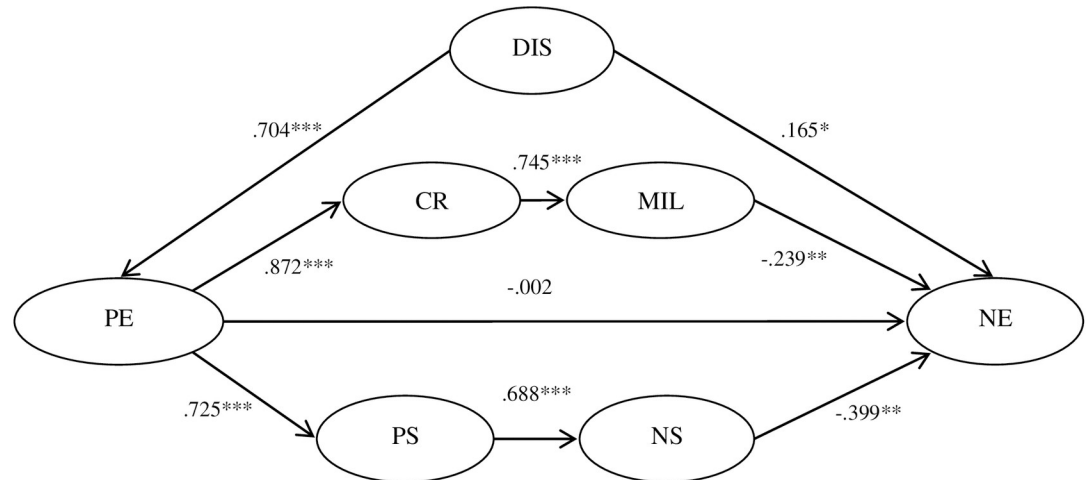 DIS
.704***
.165*
.745***
CR
MIL
.872***
-.239**
-.002
PE
NE
.725***
.688***
-.399**
PS
NS